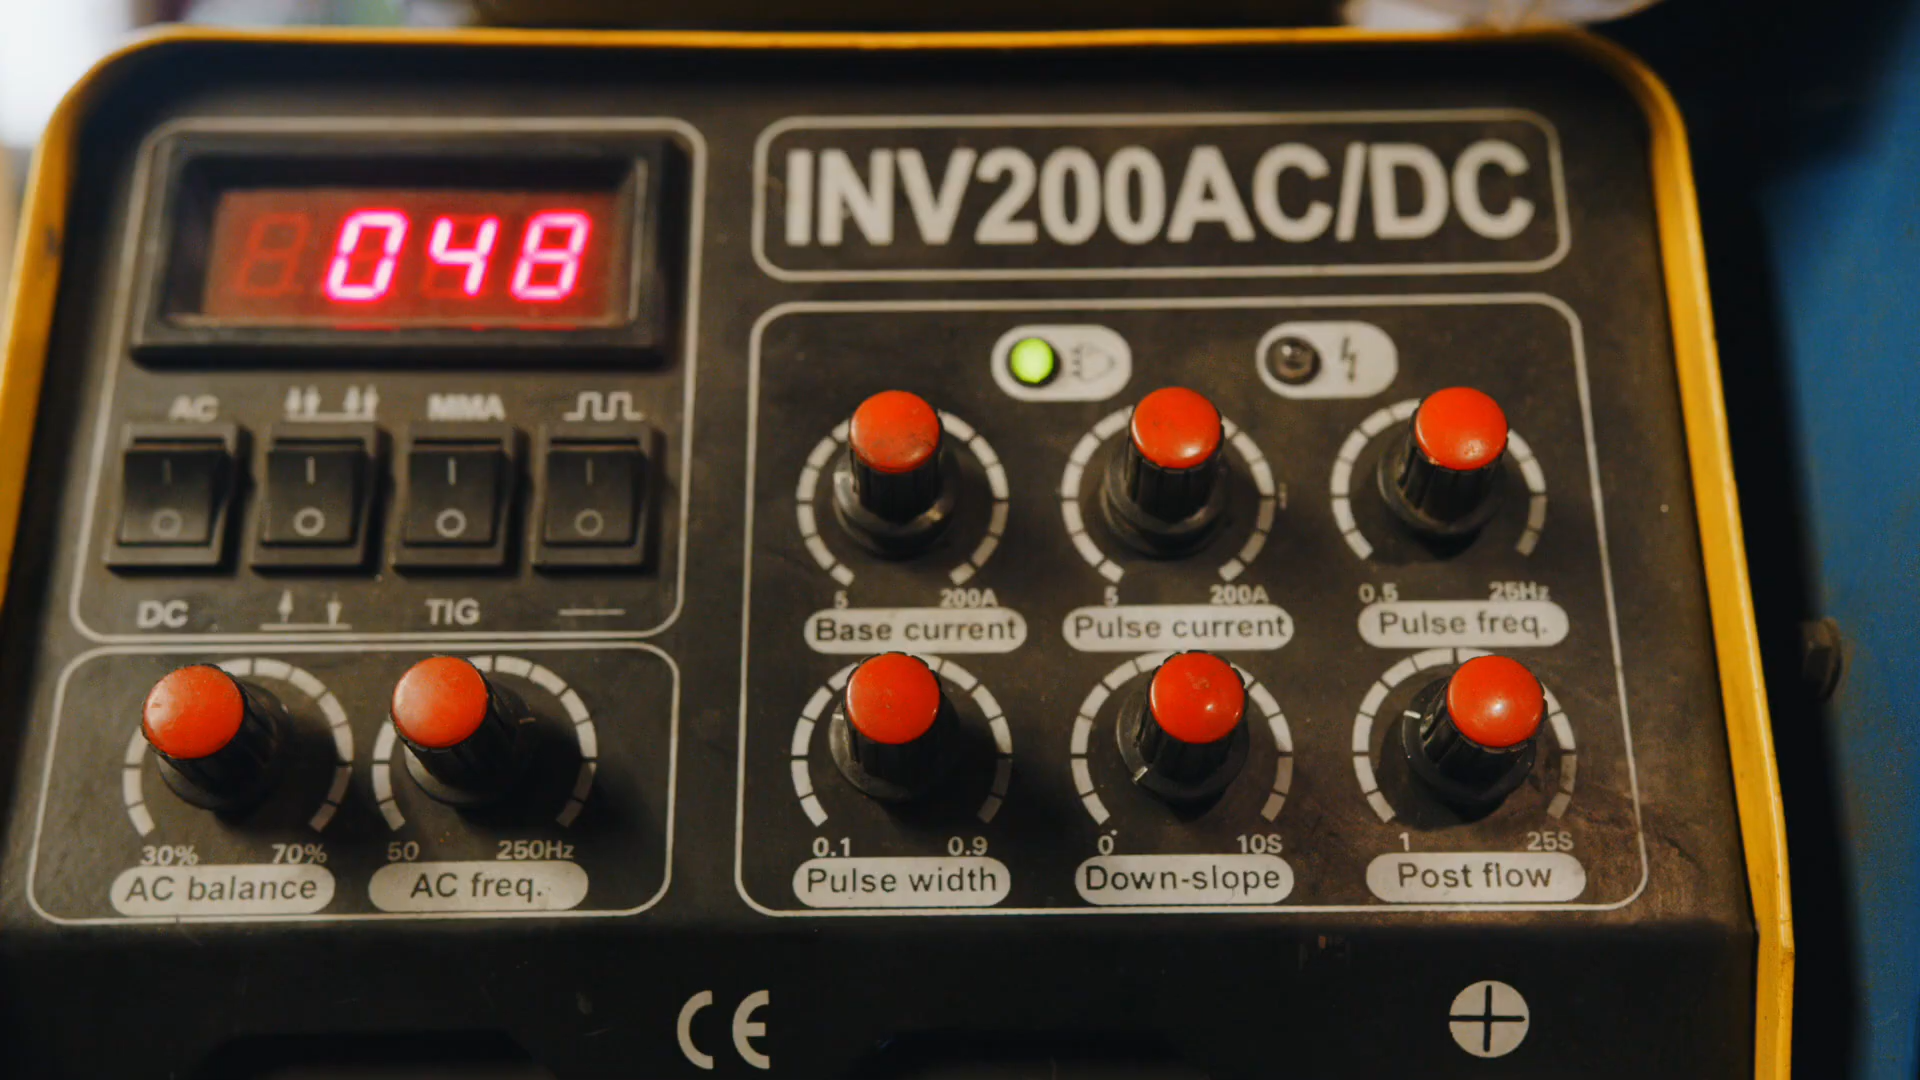 048
INV200AC/DC
AC MMA
DC TIG
5 200A
Base current
5 200A
Pulse current
0.5 25Hz
Pulse freq.
30% 70%
AC balance
50 250Hz
AC freq.
0.1 0.9
Pulse width
0 10S
Down-slope
1 25S
Post flow
CE